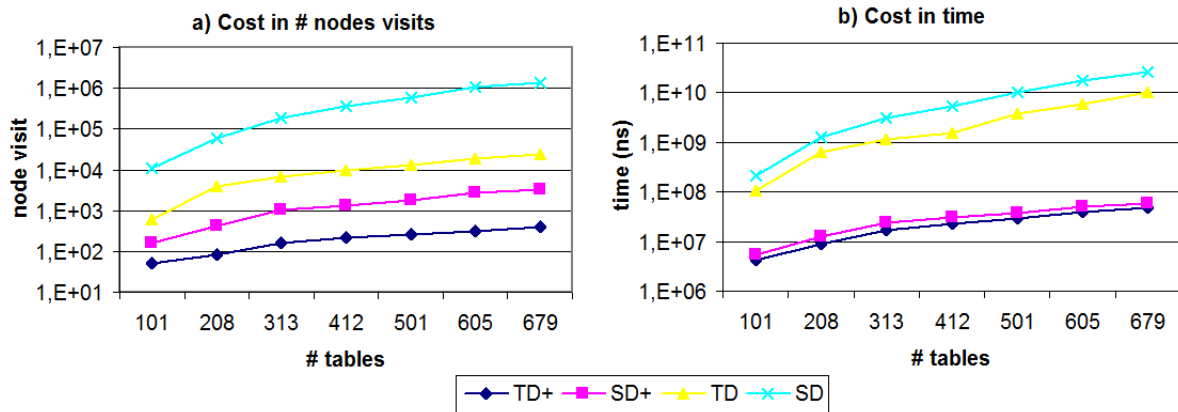 a) Cost in # nodes visits
1,E+07
1,E+06
1,E+05
1,E+04
1,E+03
1,E+02
1,E+01
node visit
101 208 313 412 501 605 679
# tables
b) Cost in time
1,E+11
1,E+10
1,E+09
1,E+08
1,E+07
1,E+06
time (ns)
101 208 313 412 501 605 679
# tables
TD+ SD+ TD SD